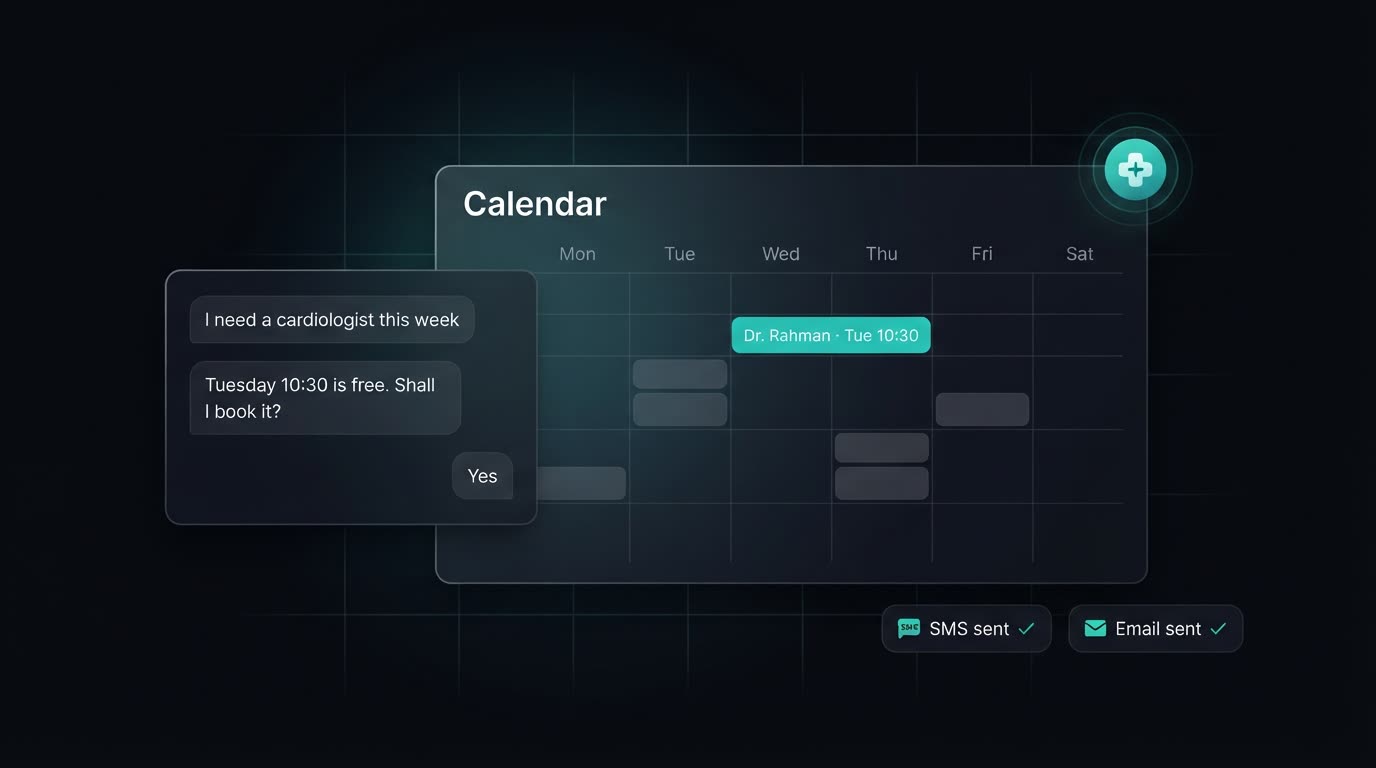 Calendar
Mon Tue Wed Thu Fri Sat
I need a cardiologist this week
Dr. Rahman · Tue 10:30
Tuesday 10:30 is free. Shall
I book it?
Yes
SMS sent
Email sent